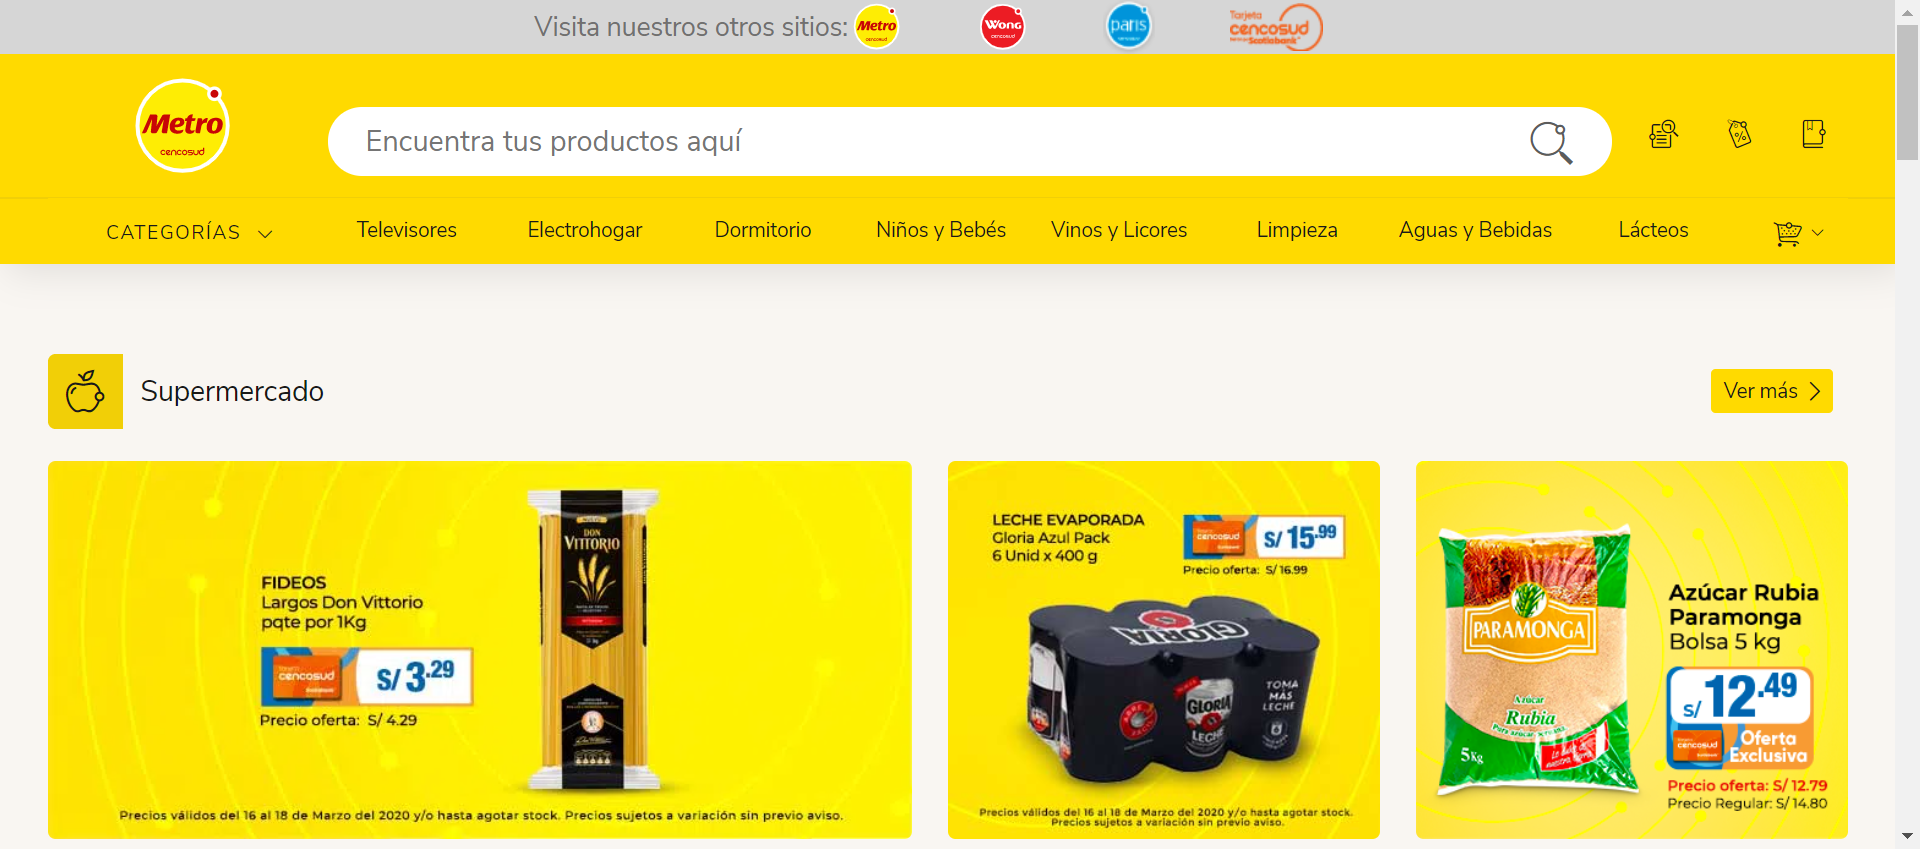 Visita nuestros otros sitios:
Metro
cencosud
Wong
cencosud
paris
Tarjeta
cencosud
Scotiabank
Metro
cencosud
Encuentra tus productos aquí
CATEGORÍAS
Televisores
Electrohogar
Dormitorio
Niños y Bebés
Vinos y Licores
Limpieza
Aguas y Bebidas
Lácteos
Supermercado
Ver más
FIDEOS
Largos Don Vittorio
pqte por 1Kg
cencosud
S/ 3.29
Precio oferta: S/ 4.29
DON
VITTORIO
Precios válidos del 16 al 18 de Marzo del 2020 y/o hasta agotar stock. Precios sujetos a variación sin previo aviso.
LECHE EVAPORADA
Gloria Azul Pack
6 Unid x 400 g
cencosud
S/ 15.99
Precio oferta: S/ 16.99
GLORIA
TOMA
MÁS
LECHE
GLORIA
LECHE
Precios válidos del 16 al 18 de Marzo del 2020 y/o hasta agotar stock.
Precios sujetos a variación sin previo aviso.
PARAMONGA
Azúcar
Rubia
5 Kg
Azúcar Rubia
Paramonga
Bolsa 5 kg
S/ 12.49
cencosud
Oferta
Exclusiva
Precio oferta: S/ 12.79
Precio Regular: S/ 14.80